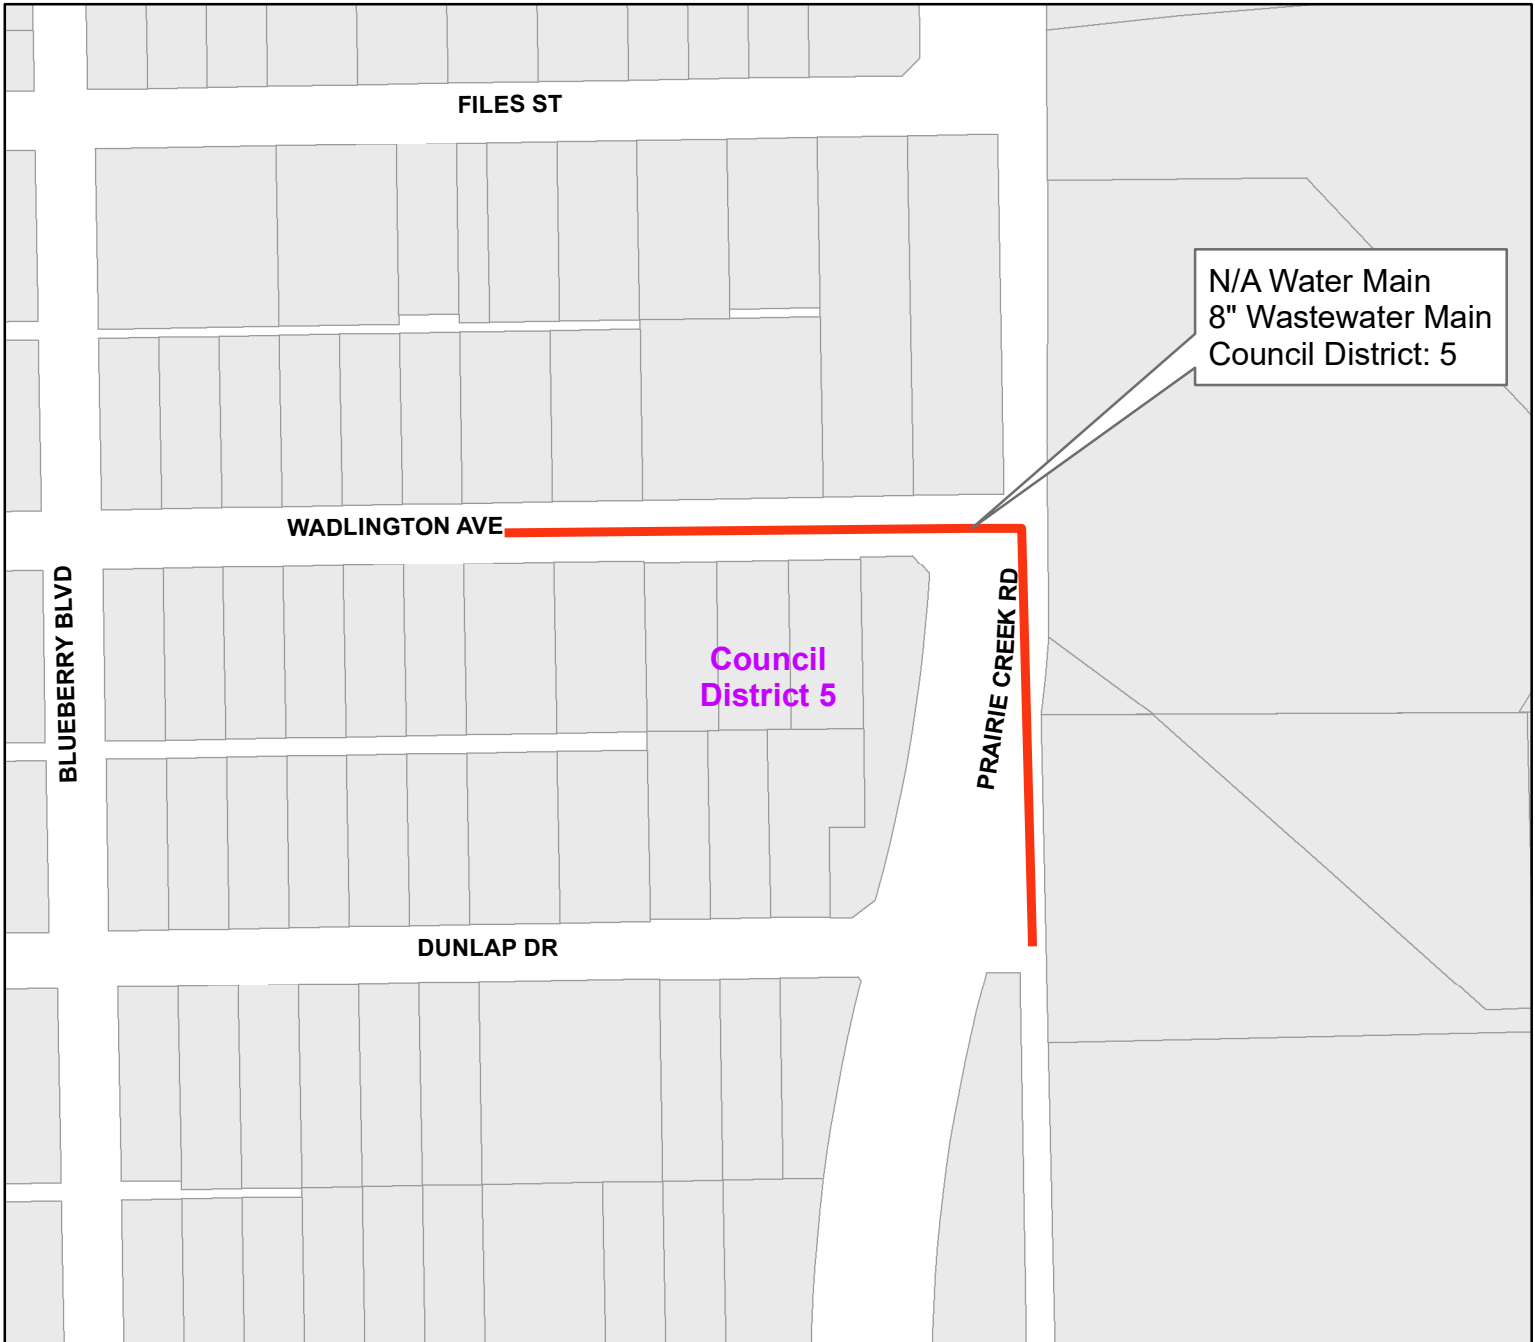 FILES ST
N/A Water Main
8" Wastewater Main
Council District: 5
WADLINGTON AVE
BLUEBERRY BLVD
PRAIRIE CREEK RD
Council
District 5
DUNLAP DR